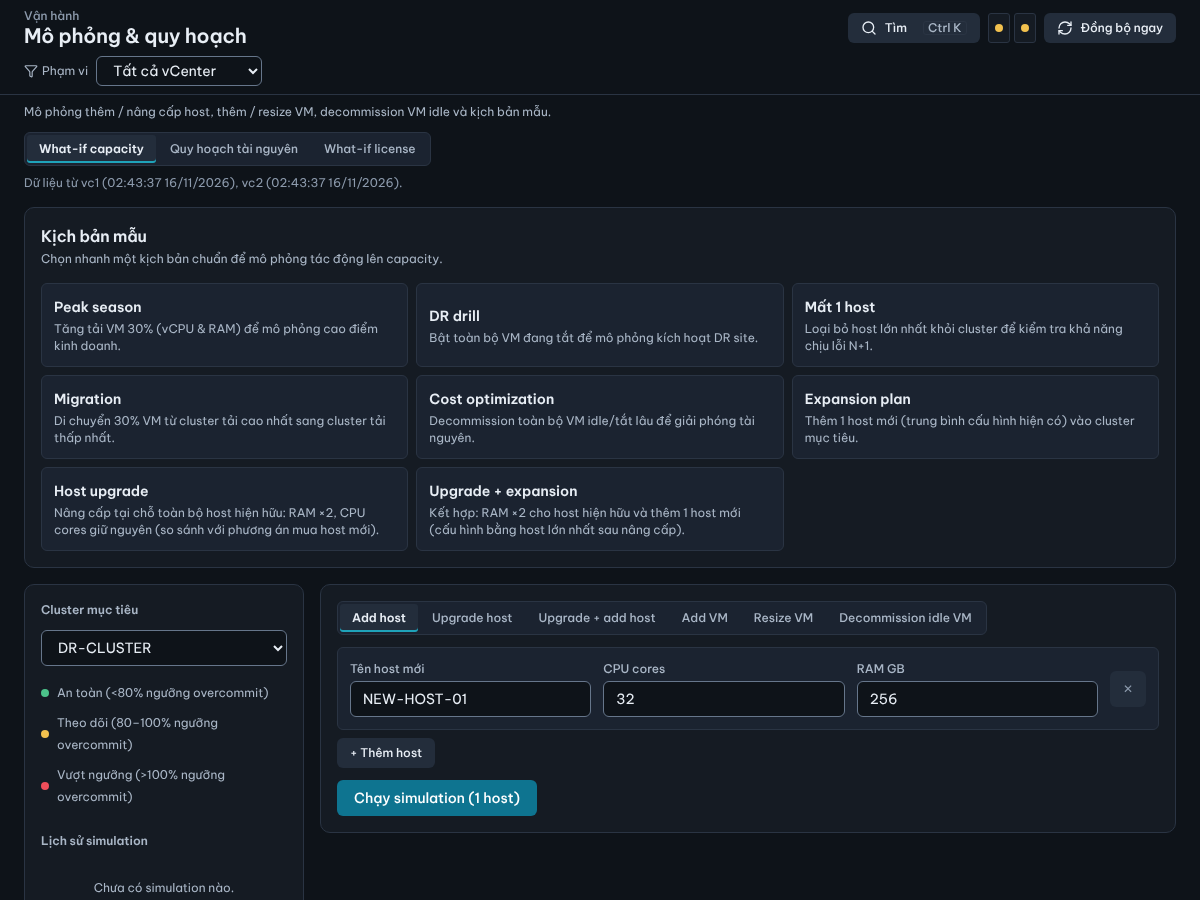 Vận hành
Mô phỏng & quy hoạch
Tìm Ctrl K
Đồng bộ ngay
Phạm vi Tất cả vCenter
Mô phỏng thêm / nâng cấp host, thêm / resize VM, decommission VM idle và kịch bản mẫu.
What-if capacity Quy hoạch tài nguyên What-if license
Dữ liệu từ vc1 (02:43:37 16/11/2026), vc2 (02:43:37 16/11/2026).
Kịch bản mẫu
Chọn nhanh một kịch bản chuẩn để mô phỏng tác động lên capacity.
Peak season
Tăng tải VM 30% (vCPU & RAM) để mô phỏng cao điểm
kinh doanh.
DR drill
Bật toàn bộ VM đang tắt để mô phỏng kích hoạt DR site.
Mất 1 host
Loại bỏ host lớn nhất khỏi cluster để kiểm tra khả năng
chịu lỗi N+1.
Migration
Di chuyển 30% VM từ cluster tải cao nhất sang cluster tải
thấp nhất.
Cost optimization
Decommission toàn bộ VM idle/tắt lâu để giải phóng tài
nguyên.
Expansion plan
Thêm 1 host mới (trung bình cấu hình hiện có) vào cluster
mục tiêu.
Host upgrade
Nâng cấp tại chỗ toàn bộ host hiện hữu: RAM ×2, CPU
cores giữ nguyên (so sánh với phương án mua host mới).
Upgrade + expansion
Kết hợp: RAM ×2 cho host hiện hữu và thêm 1 host mới
(cấu hình bằng host lớn nhất sau nâng cấp).
Cluster mục tiêu
DR-CLUSTER
An toàn (<80% ngưỡng overcommit)
Theo dõi (80–100% ngưỡng
overcommit)
Vượt ngưỡng (>100% ngưỡng
overcommit)
Lịch sử simulation
Chưa có simulation nào.
Add host Upgrade host Upgrade + add host Add VM Resize VM Decommission idle VM
Tên host mới CPU cores RAM GB
NEW-HOST-01 32 256 ×
+ Thêm host
Chạy simulation (1 host)